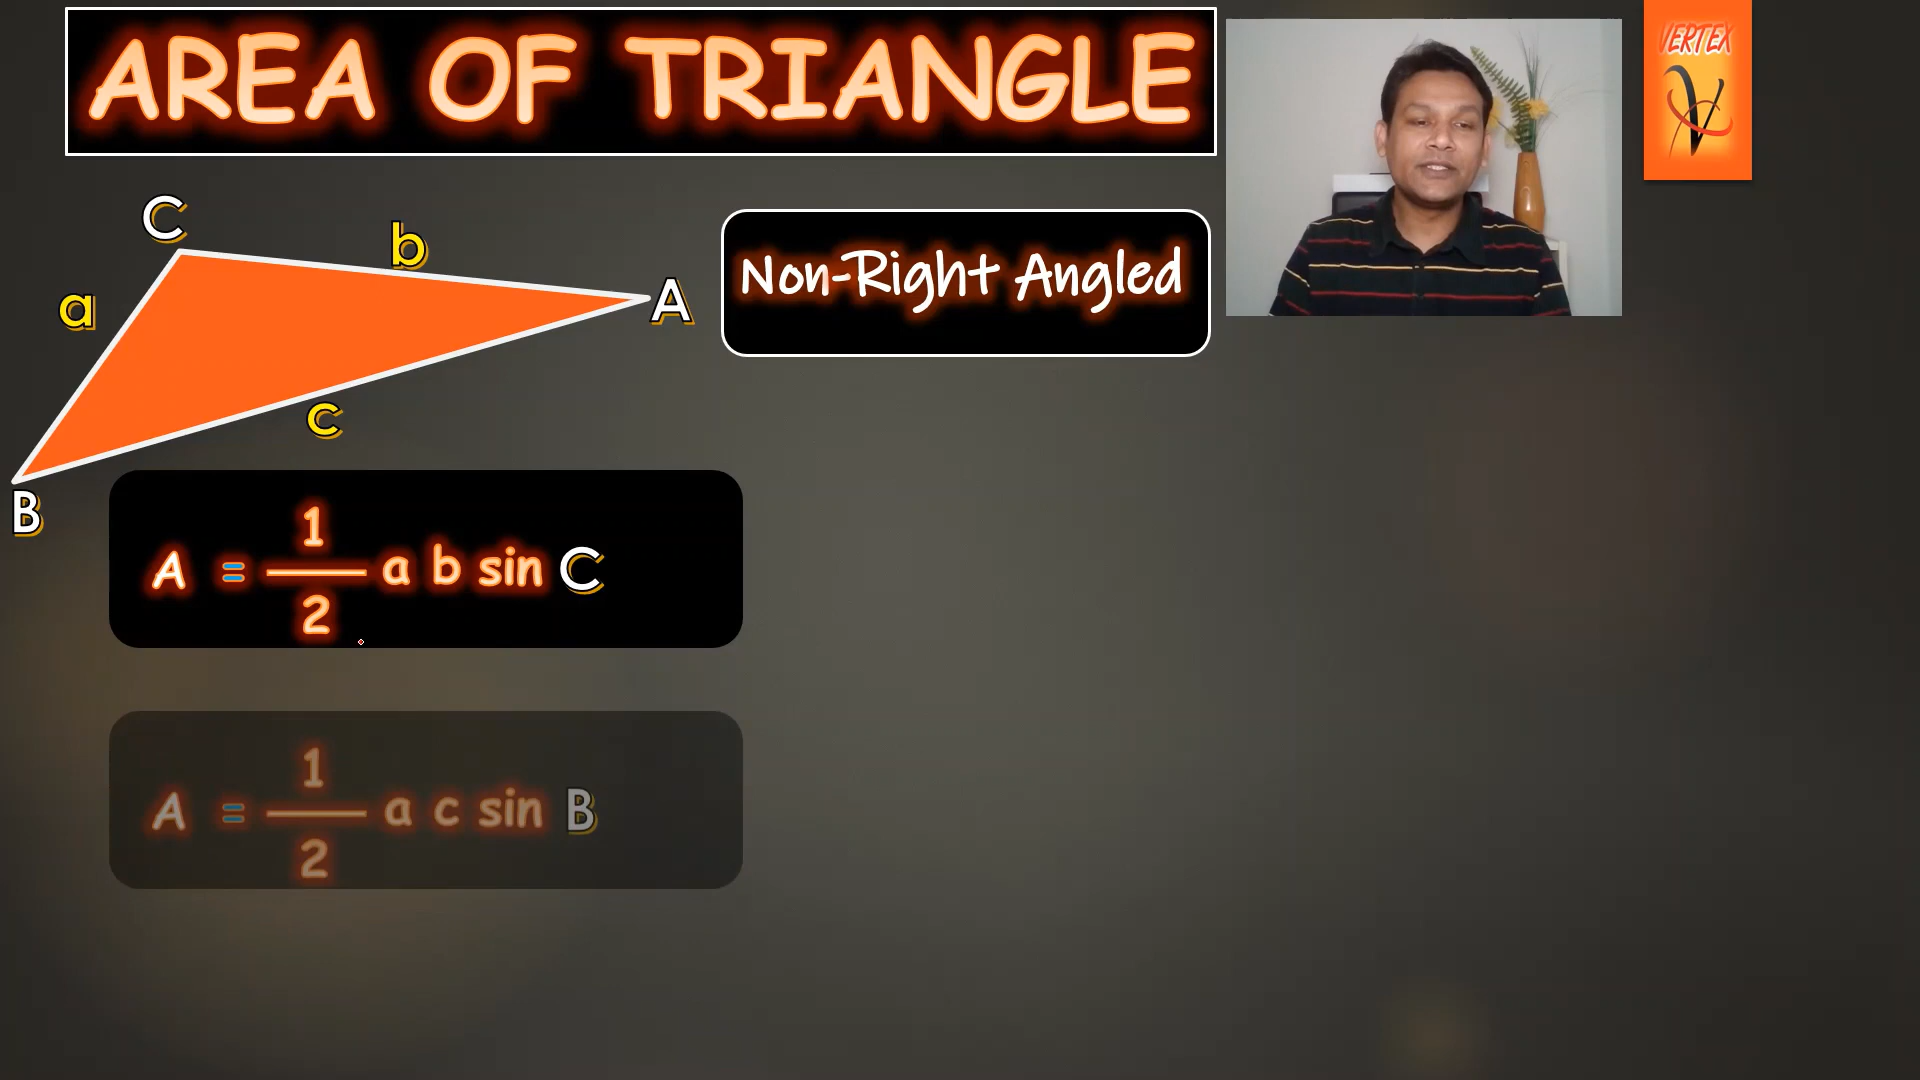 AREA OF TRIANGLE
VERTEX
V
C
b
a
A
Non-Right Angled
c
B
A = 1/2 a b sin C
A = 1/2 a c sin B